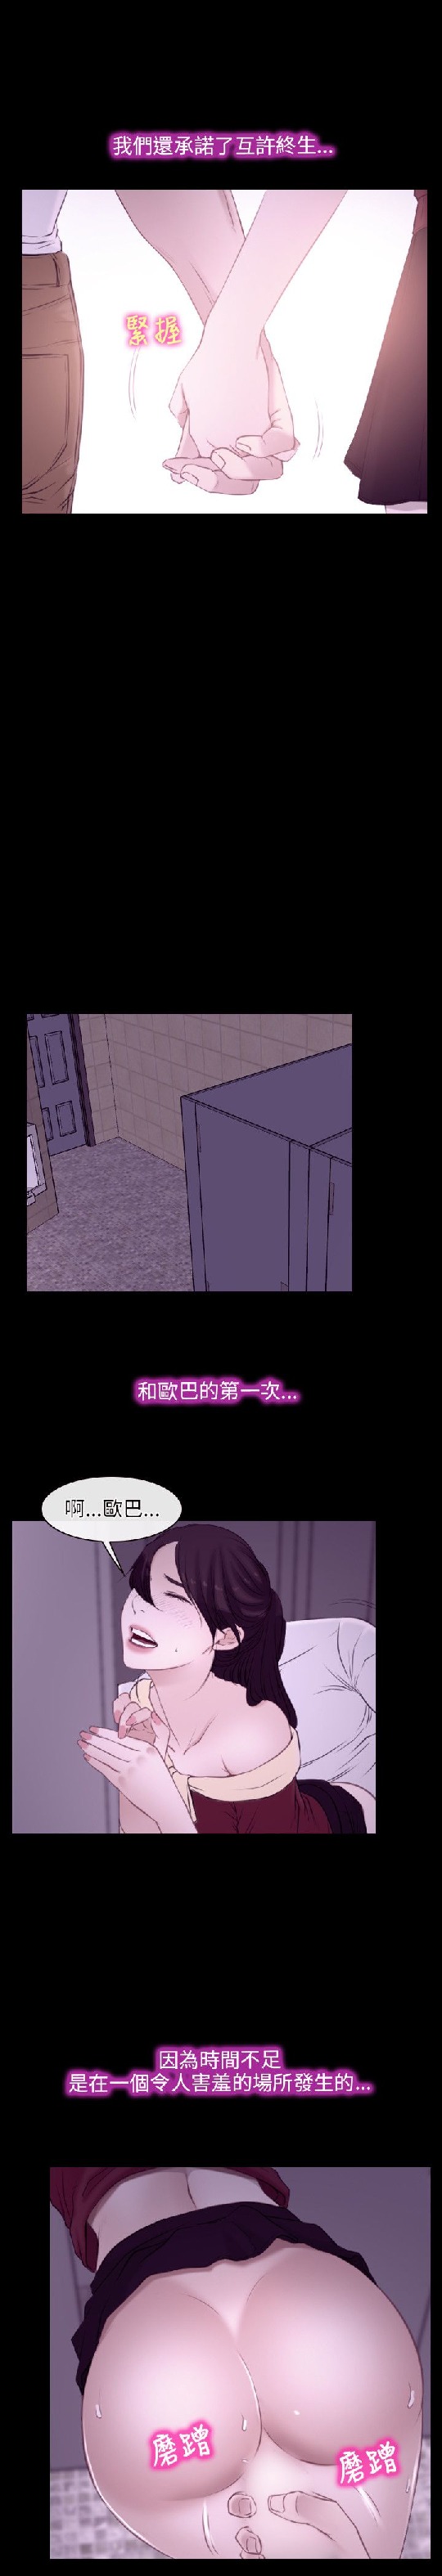 我們還承諾了互許終生...
緊握
和歐巴的第一次...
啊...歐巴...
因為時間不足
是在一個令人害羞的場所發生的...
磨蹭
磨蹭